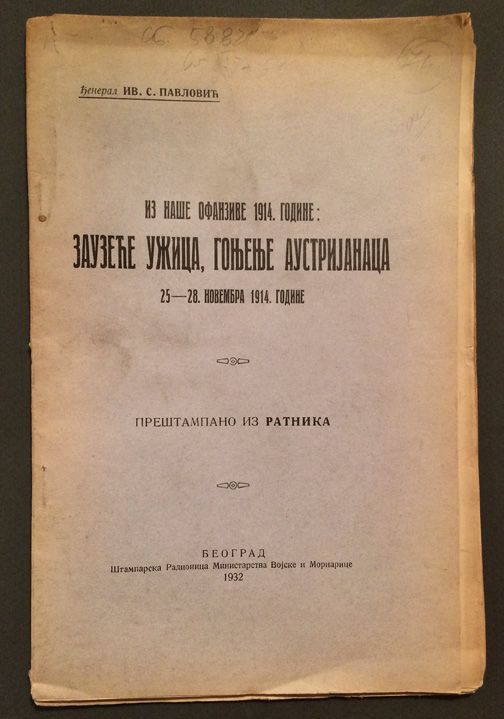 ђенерал ИВ. С. ПАВЛОВИЋ
ИЗ НАШЕ ОФАНЗИВЕ 1914. ГОДИНЕ:
ЗАУЗЕЋЕ УЖИЦА, ГОЊЕЊЕ АУСТРИЈАНАЦА
25—28. НОВЕМБРА 1914. ГОДИНЕ
ПРЕШТАМПАНО ИЗ РАТНИКА
БЕОГРАД
Штампарска Радионица Министарства Војске и Морнарице
1932